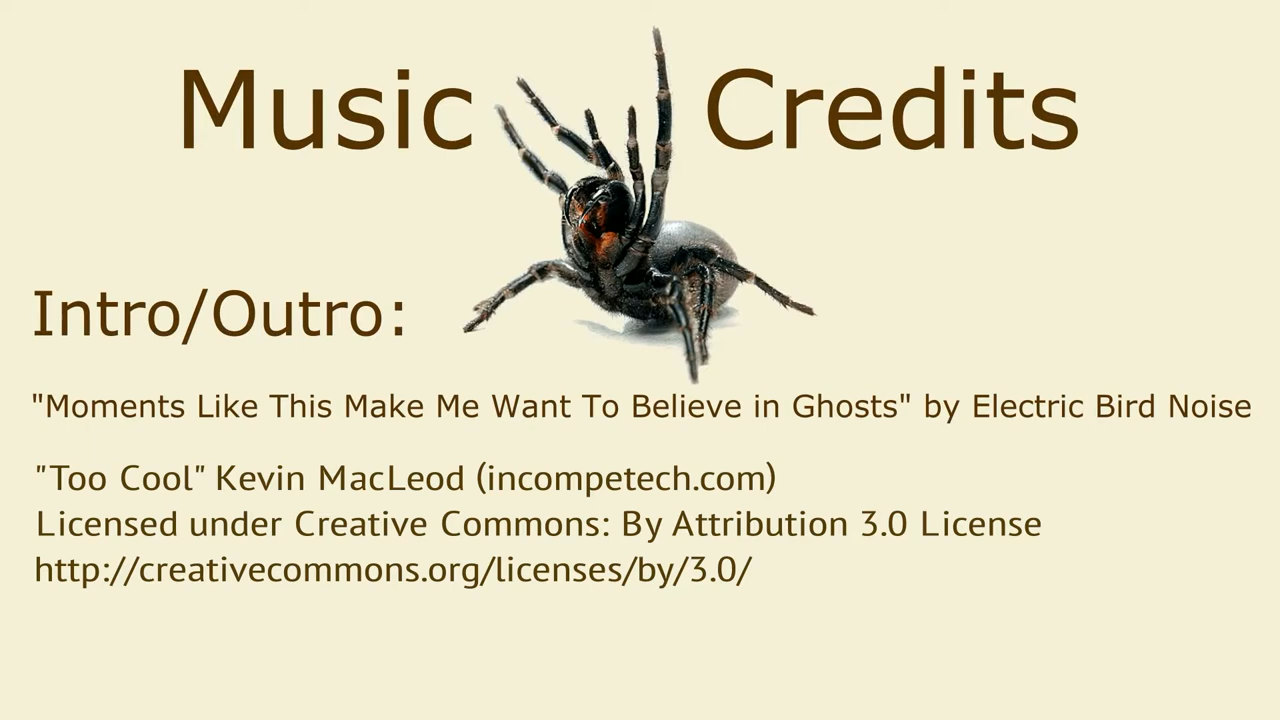 Music Credits
Intro/Outro:
"Moments Like This Make Me Want To Believe in Ghosts" by Electric Bird Noise
"Too Cool" Kevin MacLeod (incompetech.com)
Licensed under Creative Commons: By Attribution 3.0 License
http://creativecommons.org/licenses/by/3.0/